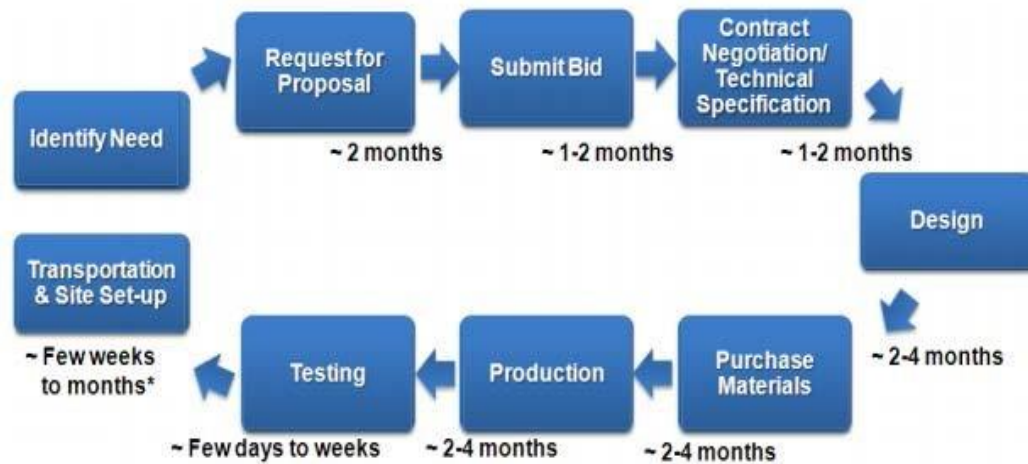 Identify Need
Request for
Proposal
~ 2 months
Submit Bid
~ 1-2 months
Contract
Negotiation/
Technical
Specification
~ 1-2 months
Design
~ 2-4 months
Purchase
Materials
~ 2-4 months
Production
~ 2-4 months
Testing
~ Few days to weeks
Transportation
& Site Set-up
~ Few weeks
to months*